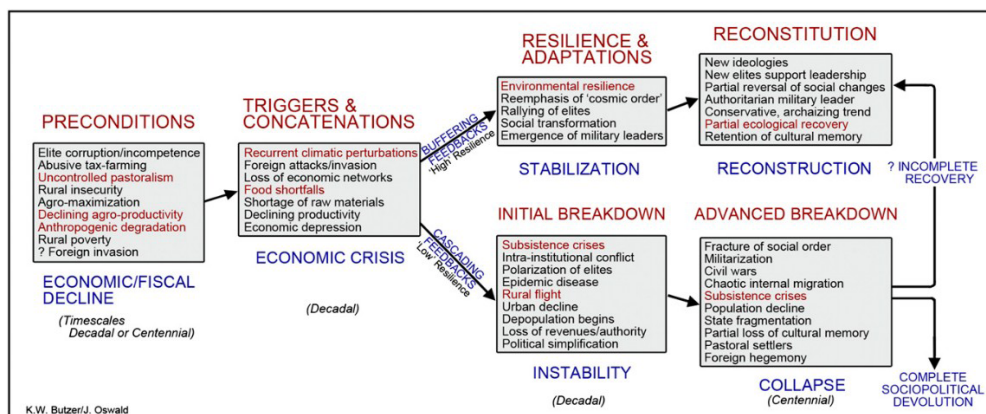 PRECONDITIONS
Elite corruption/incompetence
Abusive tax-farming
Uncontrolled pastoralism
Rural insecurity
Agro-maximization
Declining agro-productivity
Anthropogenic degradation
Rural poverty
? Foreign invasion
ECONOMIC/FISCAL
DECLINE
(Timescales
Decadal or Centennial)
TRIGGERS &
CONCATENATIONS
Recurrent climatic perturbations
Foreign attacks/invasion
Loss of economic networks
Food shortfalls
Shortage of raw materials
Declining productivity
Economic depression
ECONOMIC CRISIS
(Decadal)
BUFFERING
FEEDBACKS
'High' Resilience
RESILIENCE &
ADAPTATIONS
Environmental resilience
Reemphasis of 'cosmic order'
Rallying of elites
Social transformation
Emergence of military leaders
STABILIZATION
RECONSTITUTION
New ideologies
New elites support leadership
Partial reversal of social changes
Authoritarian military leader
Conservative, archaizing trend
Partial ecological recovery
Retention of cultural memory
RECONSTRUCTION
? INCOMPLETE
RECOVERY
CASCADING
FEEDBACKS
'Low' Resilience
INITIAL BREAKDOWN
Subsistence crises
Intra-institutional conflict
Polarization of elites
Epidemic disease
Rural flight
Urban decline
Depopulation begins
Loss of revenues/authority
Political simplification
INSTABILITY
(Decadal)
ADVANCED BREAKDOWN
Fracture of social order
Militarization
Civil wars
Chaotic internal migration
Subsistence crises
Population decline
State fragmentation
Partial loss of cultural memory
Pastoral settlers
Foreign hegemony
COLLAPSE
(Centennial)
COMPLETE
SOCIOPOLITICAL
DEVOLUTION
K.W. Butzer/J. Oswald